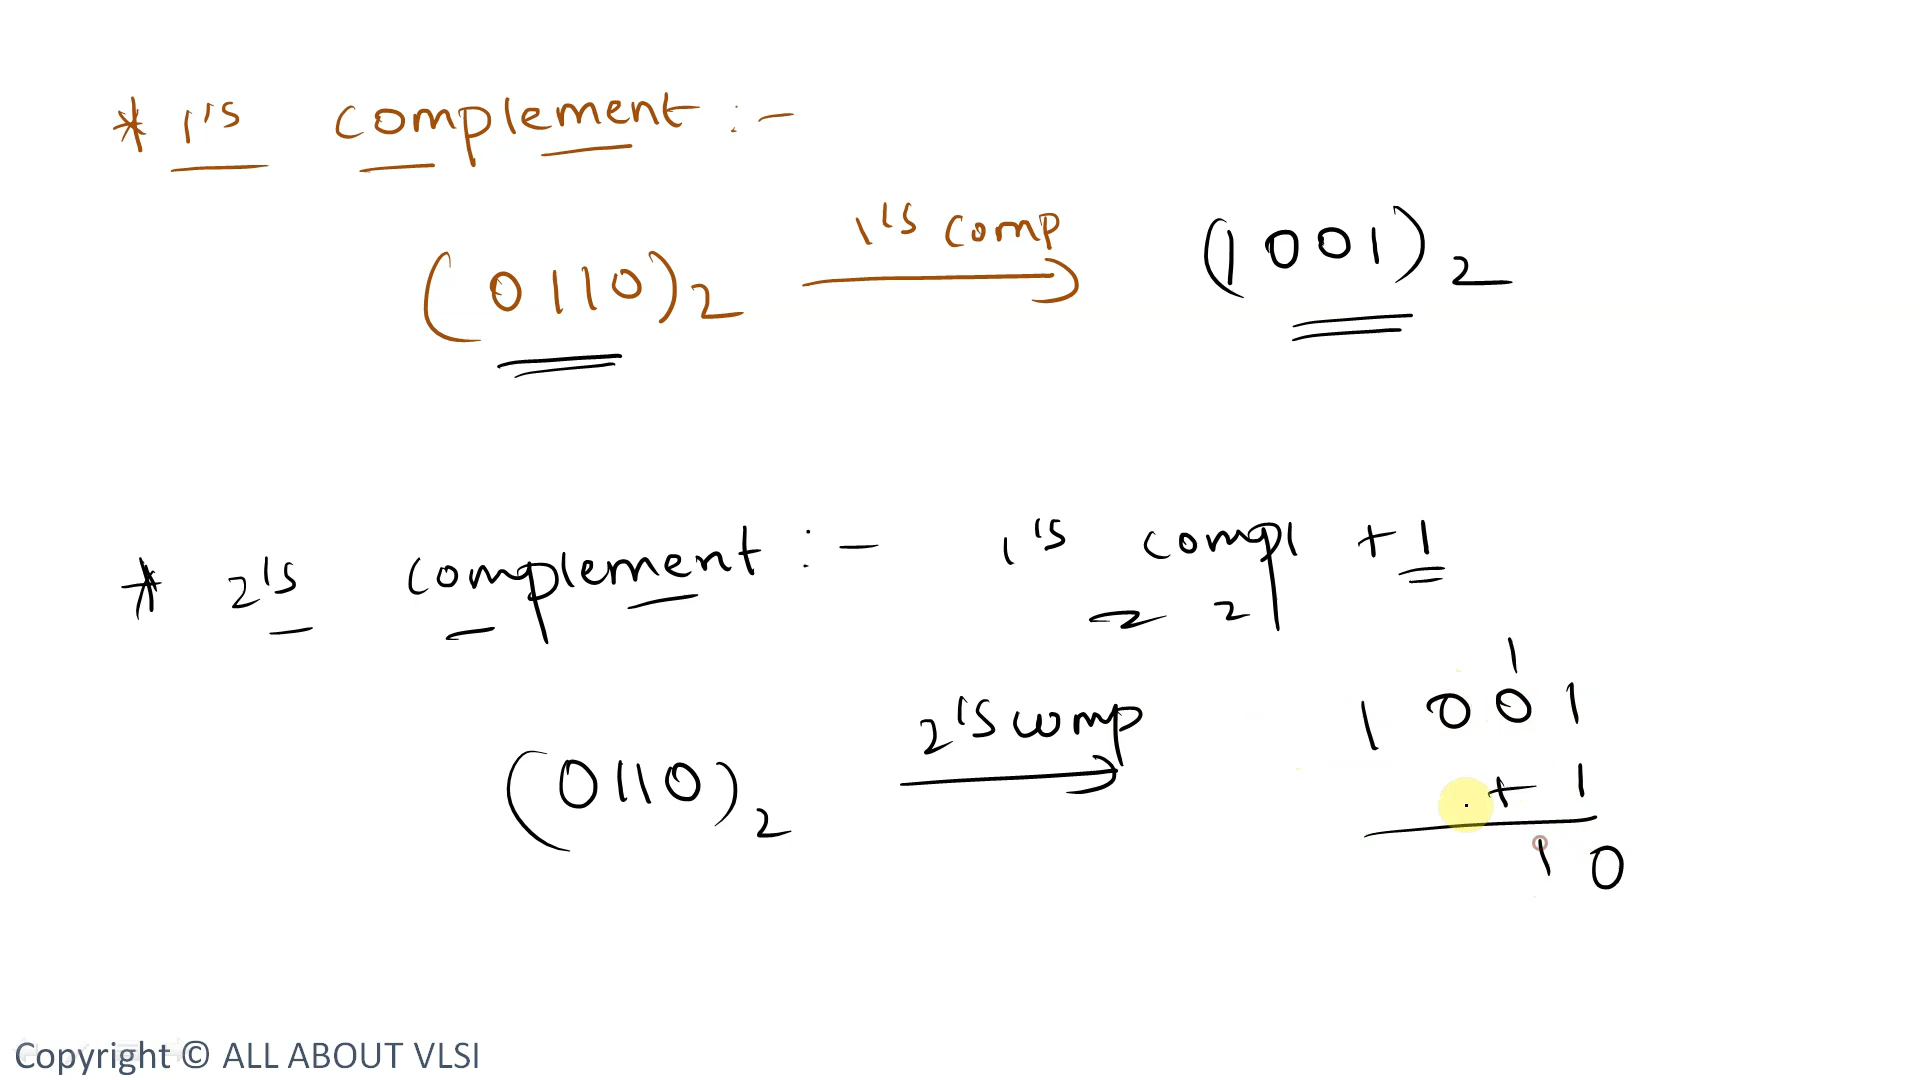 * 1's complement :-
(0110)2 1's comp (1001)2
* 2's complement :- 1's compl + 1
1
(0110)2 2's comp 1 0 0 1
+ 1
1 0
Copyright © ALL ABOUT VLSI